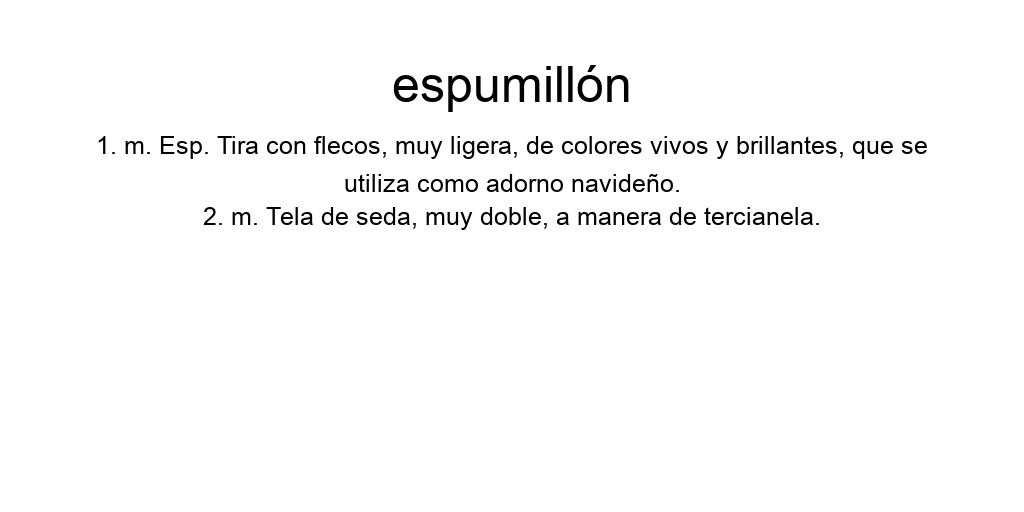 espumillón
1. m. Esp. Tira con flecos, muy ligera, de colores vivos y brillantes, que se
utiliza como adorno navideño.
2. m. Tela de seda, muy doble, a manera de tercianela.